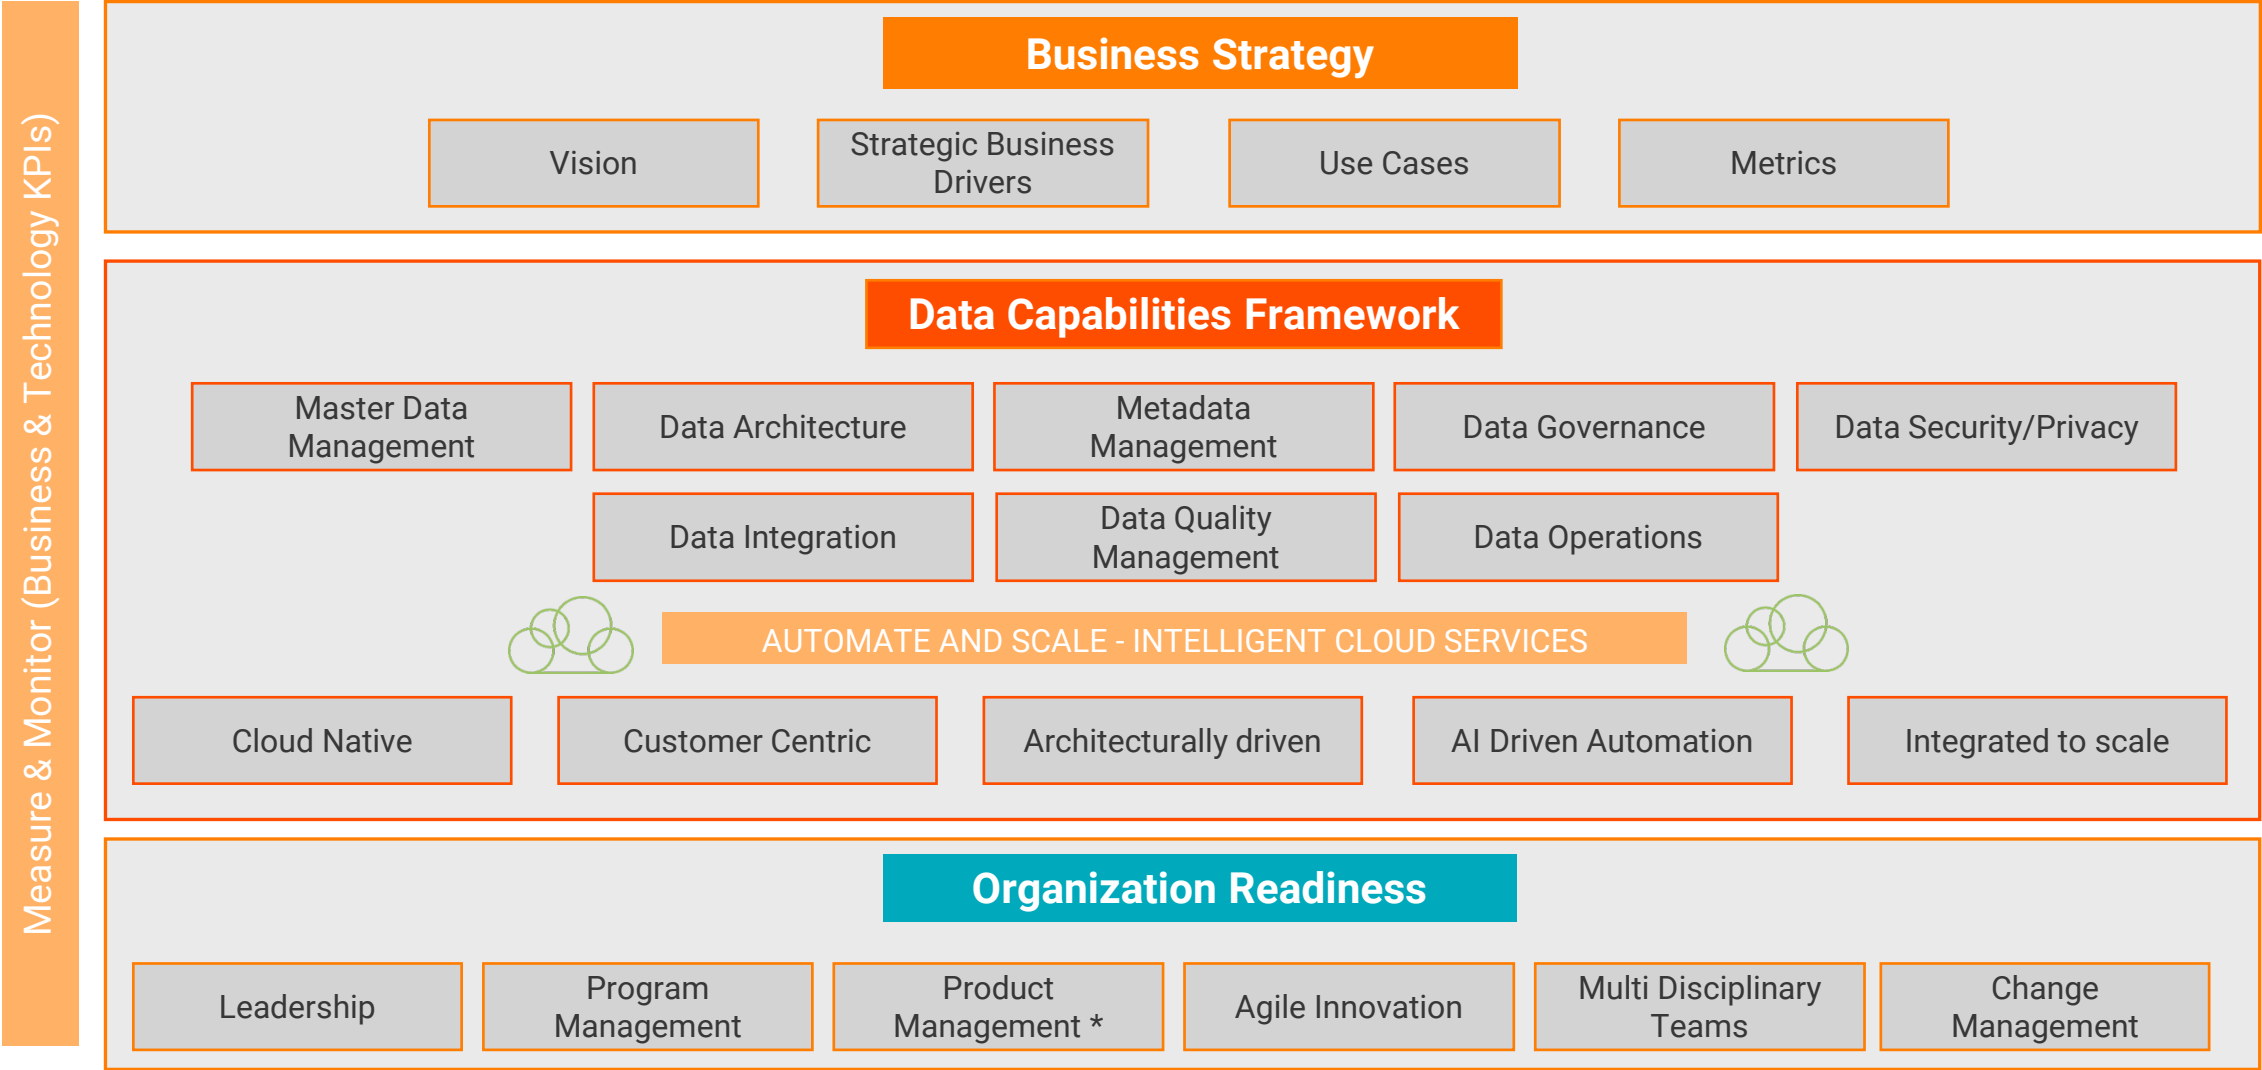 Measure & Monitor (Business & Technology KPIs)
Business Strategy
Vision
Strategic Business
Drivers
Use Cases
Metrics
Data Capabilities Framework
Master Data
Management
Data Architecture
Metadata
Management
Data Governance
Data Security/Privacy
Data Integration
Data Quality
Management
Data Operations
AUTOMATE AND SCALE - INTELLIGENT CLOUD SERVICES
Cloud Native
Customer Centric
Architecturally driven
AI Driven Automation
Integrated to scale
Organization Readiness
Leadership
Program
Management
Product
Management *
Agile Innovation
Multi Disciplinary
Teams
Change
Management